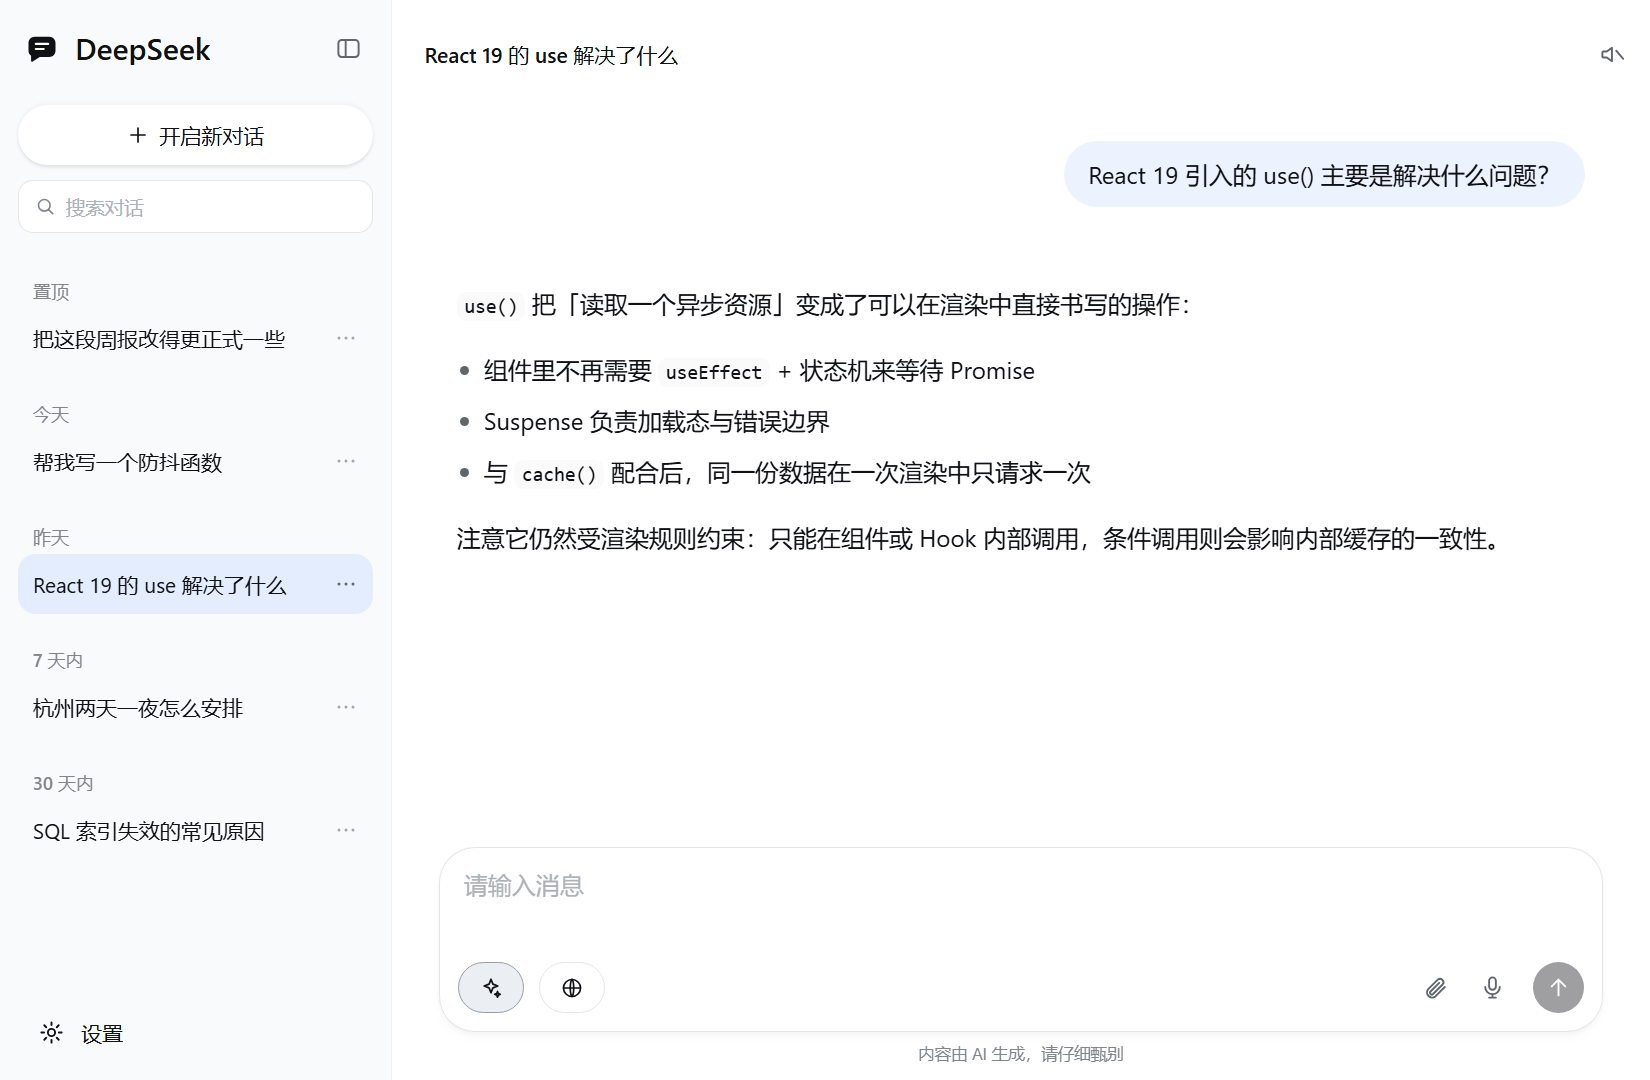 DeepSeek
开启新对话
搜索对话
置顶
把这段周报改得更正式一些
今天
帮我写一个防抖函数
昨天
React 19 的 use 解决了什么
7 天内
杭州两天一夜怎么安排
30 天内
SQL 索引失效的常见原因
设置
React 19 的 use 解决了什么
React 19 引入的 use() 主要是解决什么问题？
use() 把「读取一个异步资源」变成了可以在渲染中直接书写的操作：
组件里不再需要 useEffect + 状态机来等待 Promise
Suspense 负责加载态与错误边界
与 cache() 配合后，同一份数据在一次渲染中只请求一次
注意它仍然受渲染规则约束：只能在组件或 Hook 内部调用，条件调用则会影响内部缓存的一致性。
请输入消息
内容由 AI 生成，请仔细甄别